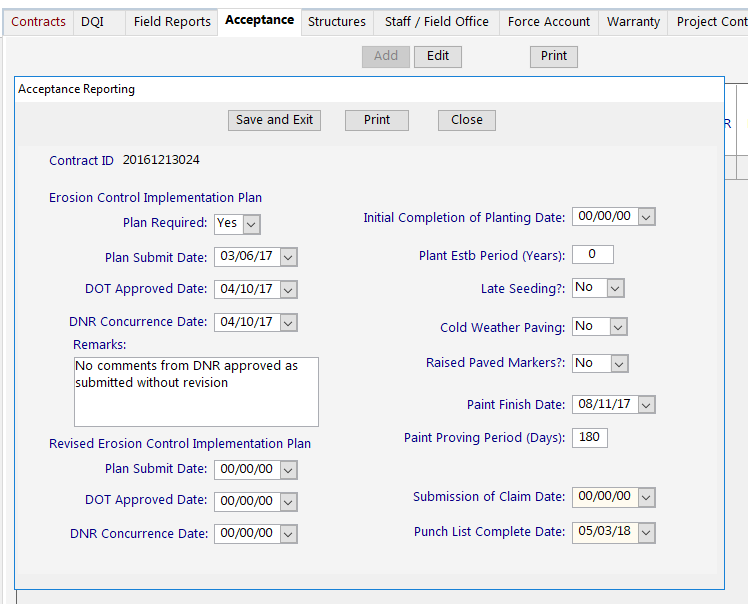 Contracts DQI Field Reports Acceptance Structures Staff / Field Office Force Account Warranty Project Cont
Add Edit Print
Acceptance Reporting
R
Save and Exit Print Close
Contract ID 20161213024
Erosion Control Implementation Plan
Plan Required: Yes
Plan Submit Date: 03/06/17
DOT Approved Date: 04/10/17
DNR Concurrence Date: 04/10/17
Remarks:
No comments from DNR approved as
submitted without revision
Revised Erosion Control Implementation Plan
Plan Submit Date: 00/00/00
DOT Approved Date: 00/00/00
DNR Concurrence Date: 00/00/00
Initial Completion of Planting Date: 00/00/00
Plant Estb Period (Years): 0
Late Seeding?: No
Cold Weather Paving: No
Raised Paved Markers?: No
Paint Finish Date: 08/11/17
Paint Proving Period (Days): 180
Submission of Claim Date: 00/00/00
Punch List Complete Date: 05/03/18